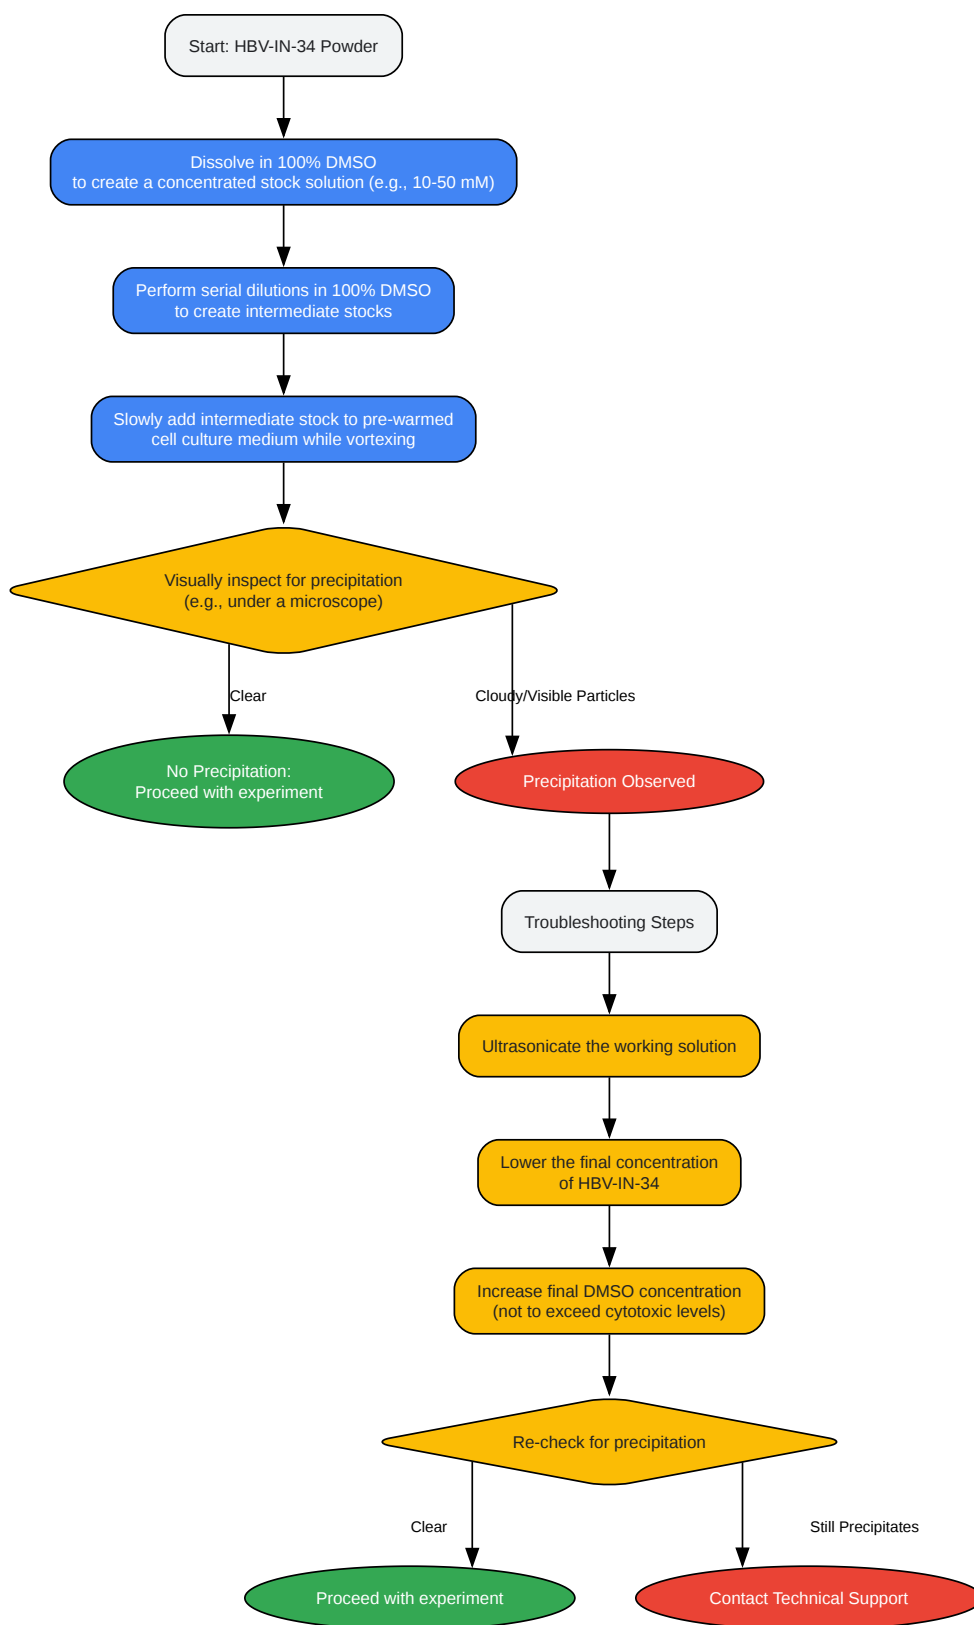 Start: HBV-IN-34 Powder
Dissolve in 100% DMSO
to create a concentrated stock solution (e.g., 10-50 mM)
Perform serial dilutions in 100% DMSO
to create intermediate stocks
Slowly add intermediate stock to pre-warmed
cell culture medium while vortexing
Visually inspect for precipitation
(e.g., under a microscope)
Clear
Cloudy/Visible Particles
No Precipitation:
Proceed with experiment
Precipitation Observed
Troubleshooting Steps
Ultrasonicate the working solution
Lower the final concentration
of HBV-IN-34
Increase final DMSO concentration
(not to exceed cytotoxic levels)
Re-check for precipitation
Clear
Still Precipitates
Proceed with experiment
Contact Technical Support